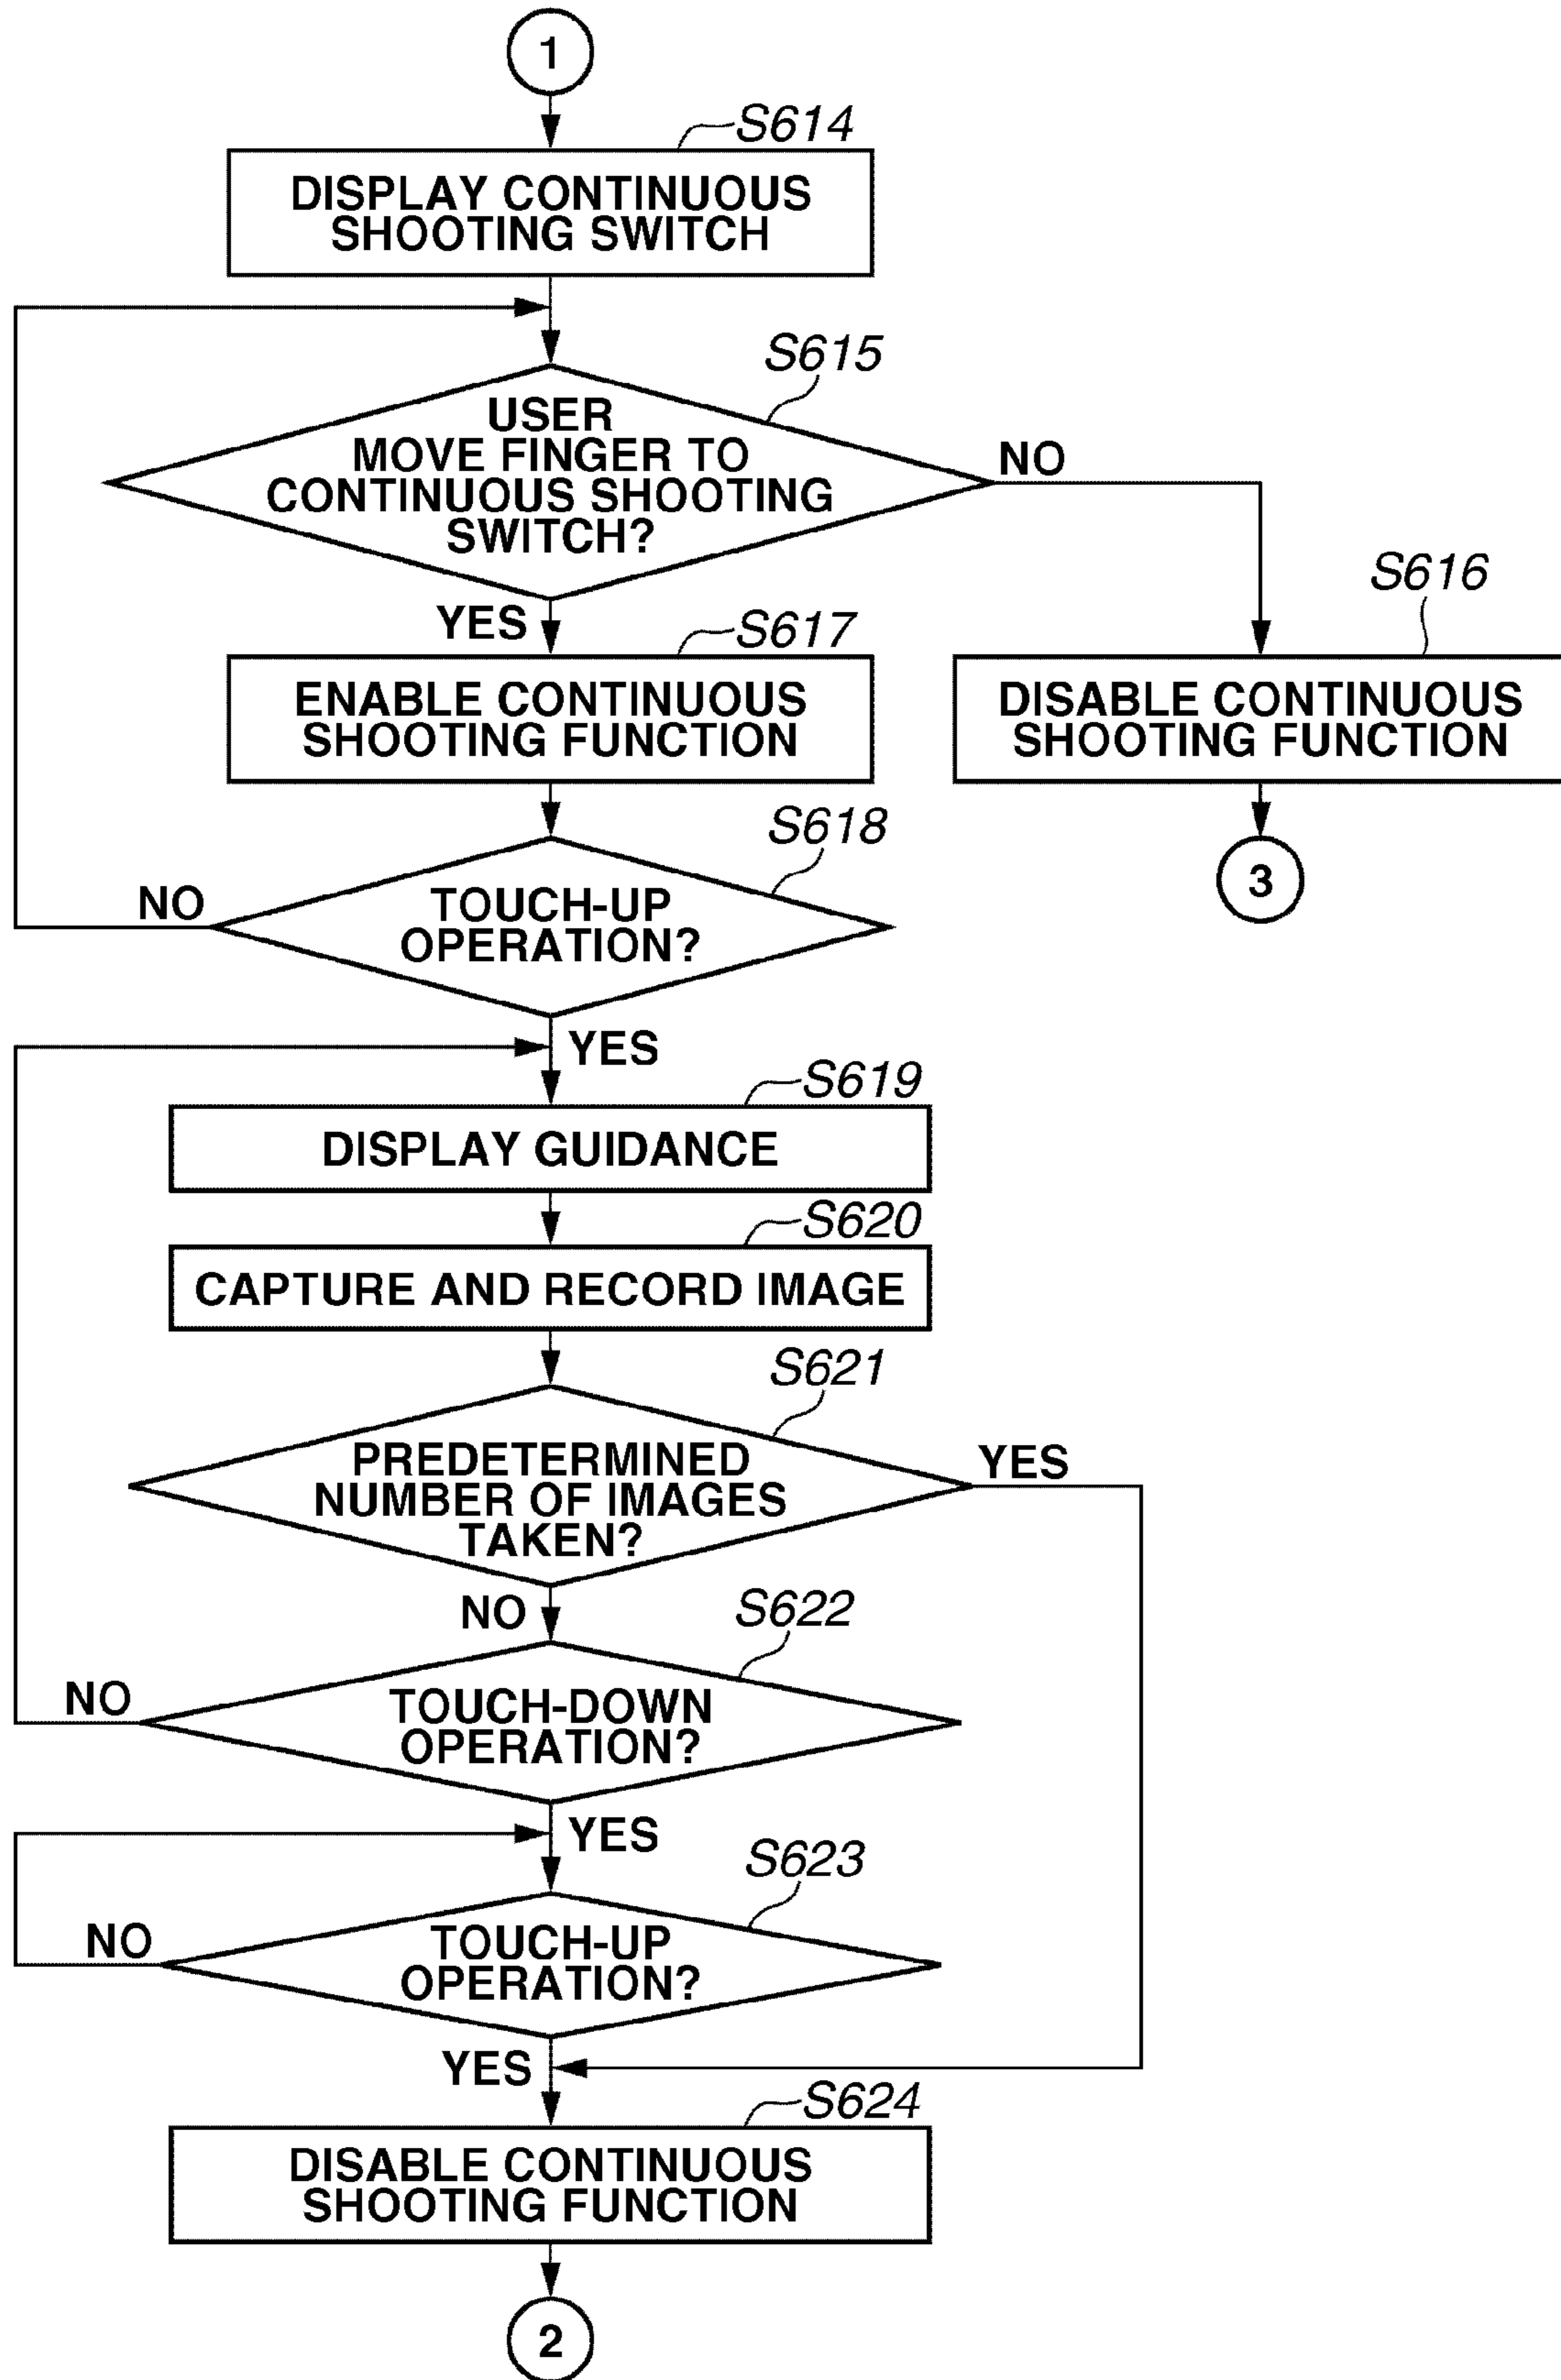 1
S614
DISPLAY CONTINUOUS
SHOOTING SWITCH
S615
USER
MOVE FINGER TO
CONTINUOUS SHOOTING
SWITCH?
NO
YES
S616
S617
ENABLE CONTINUOUS
SHOOTING FUNCTION
DISABLE CONTINUOUS
SHOOTING FUNCTION
S618
TOUCH-UP
OPERATION?
NO
3
YES
S619
DISPLAY GUIDANCE
S620
CAPTURE AND RECORD IMAGE
S621
PREDETERMINED
NUMBER OF IMAGES
TAKEN?
YES
NO
S622
TOUCH-DOWN
OPERATION?
NO
YES
S623
TOUCH-UP
OPERATION?
NO
YES
S624
DISABLE CONTINUOUS
SHOOTING FUNCTION
2